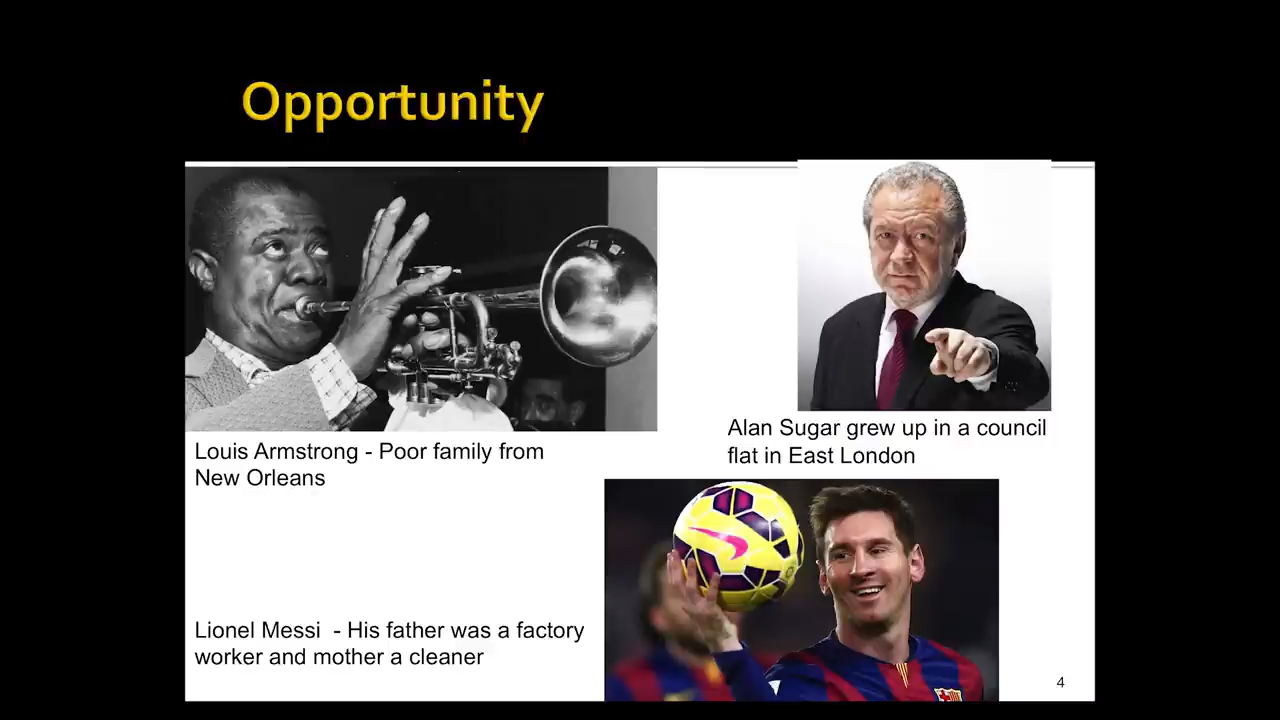 Opportunity
Louis Armstrong - Poor family from
New Orleans
Alan Sugar grew up in a council
flat in East London
Lionel Messi  - His father was a factory
worker and mother a cleaner
4